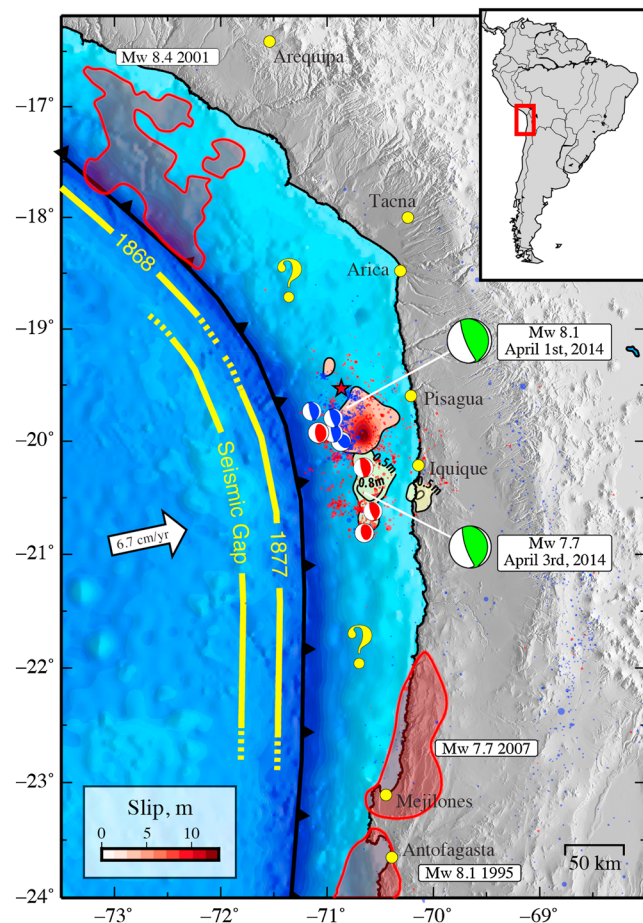 Mw 8.4 2001
Arequipa
−17°
Tacna
−18°
1868
Arica
?
−19°
Mw 8.1
April 1st, 2014
Pisagua
−20°
Seismic Gap
0.5m
Iquique
0.8m
0.5m
6.7 cm/yr
1877
−21°
Mw 7.7
April 3rd, 2014
?
−22°
Mw 7.7 2007
−23°
Mejilones
Slip, m
0 5 10
Antofagasta
Mw 8.1 1995
50 km
−24°
−73° −72° −71° −70° −69°